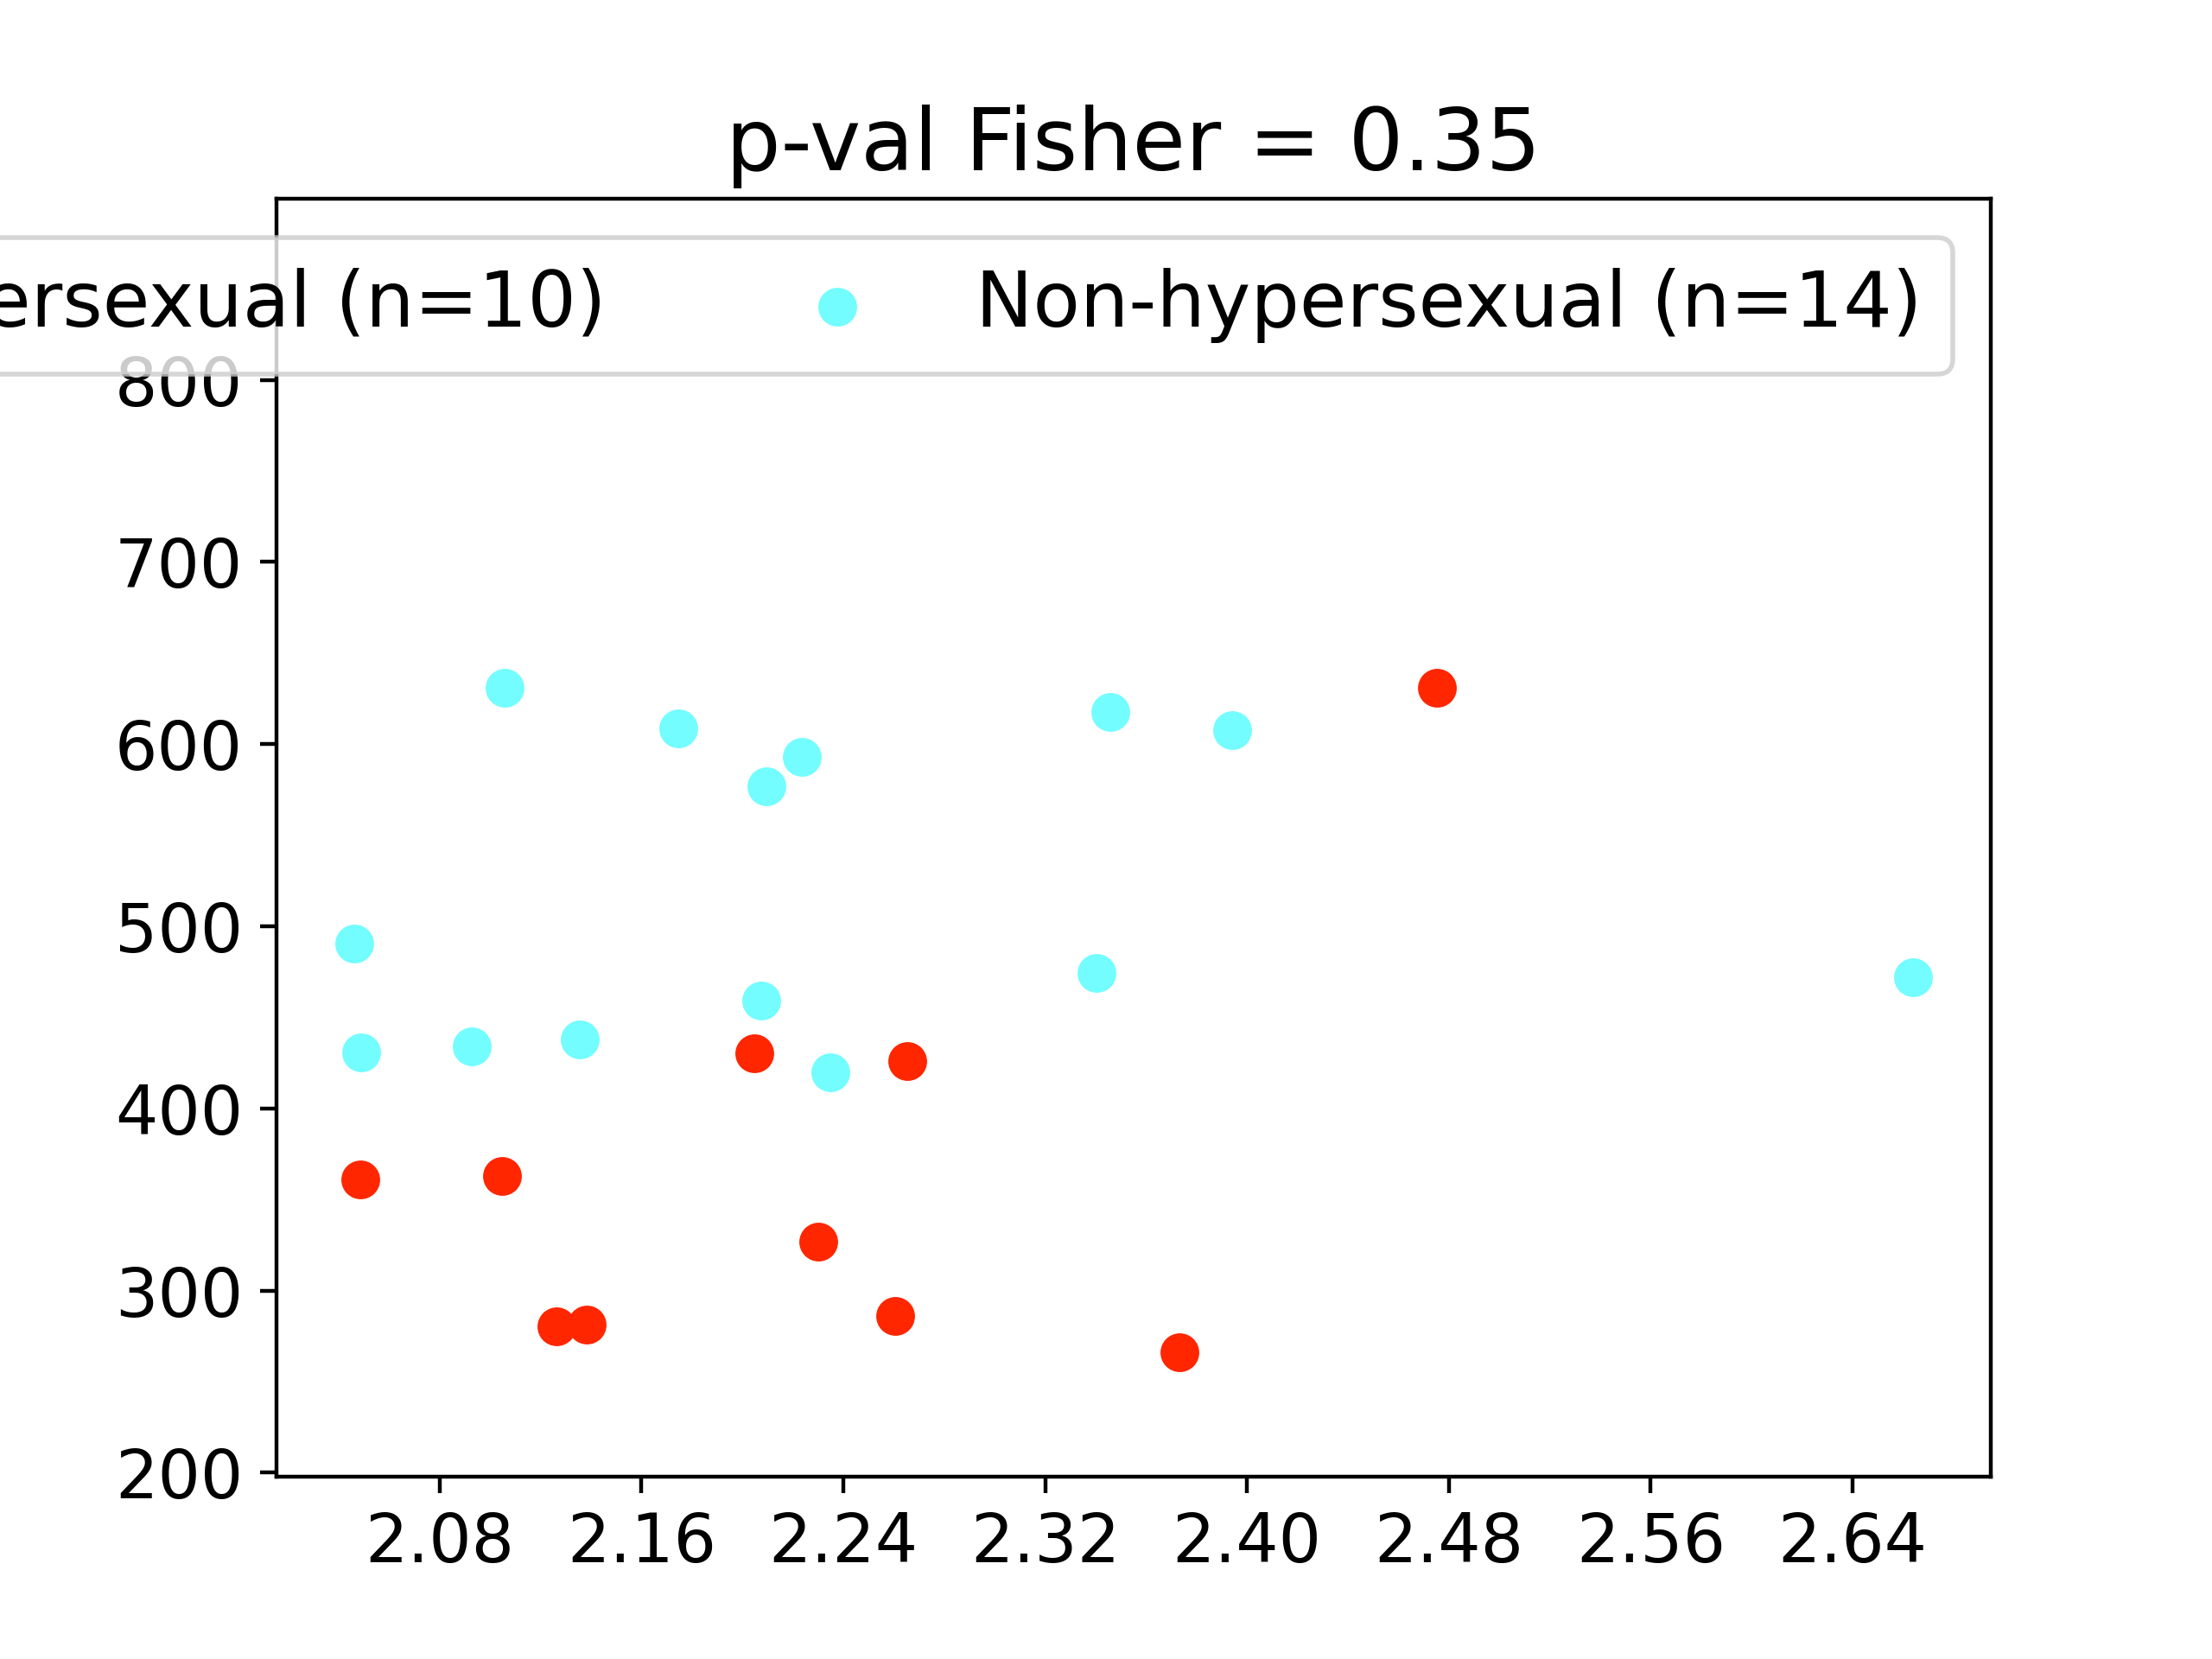 p-val Fisher = 0.35
ersexual (n=10) Non-hypersexual (n=14)
800
700
600
500
400
300
200
2.08 2.16 2.24 2.32 2.40 2.48 2.56 2.64